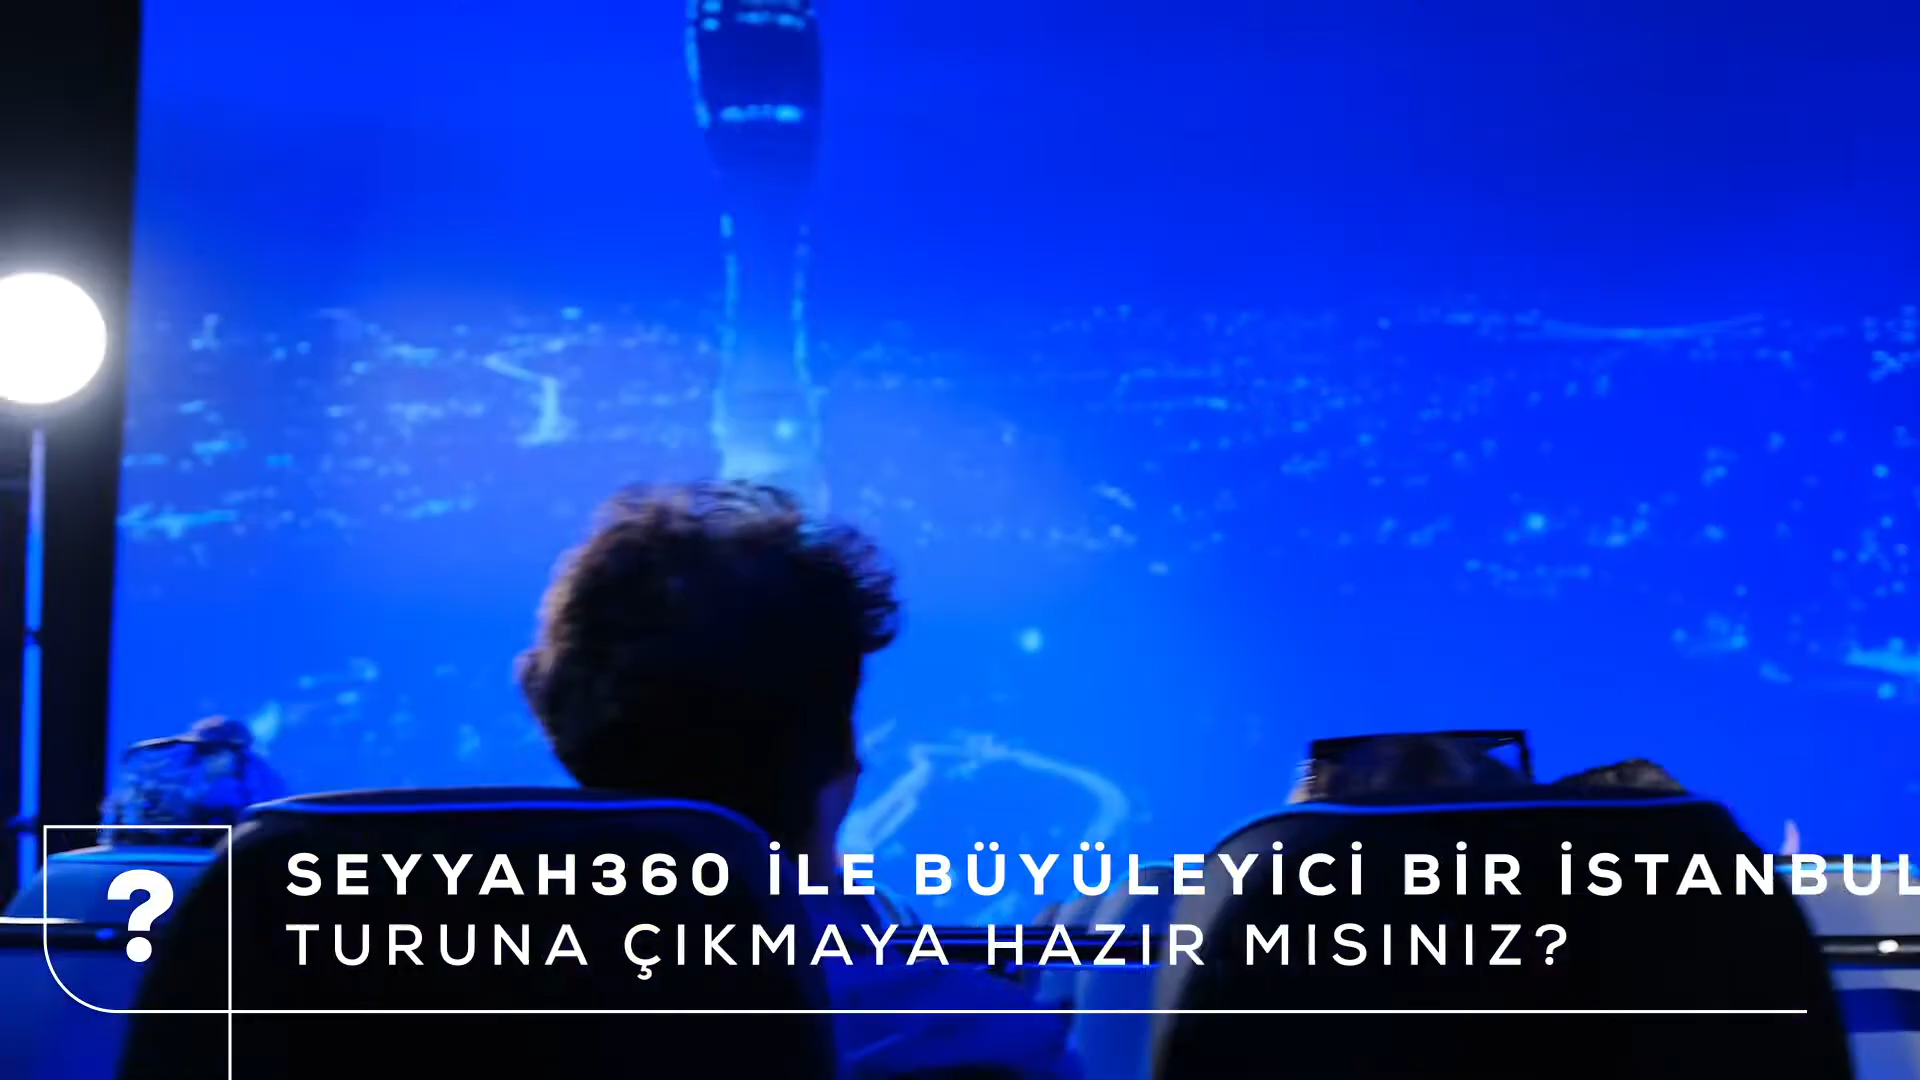 ?
SEYYAH360 İLE BÜYÜLEYİCİ BİR İSTANBUL
TURUNA ÇIKMAYA HAZIR MISINIZ?